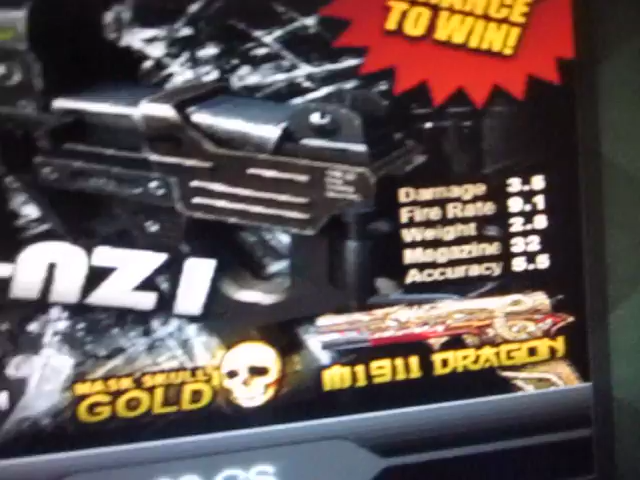 TO WIN!
Damage 3.6
Fire Rate 9.1
Weight 2.8
Magazine 32
Accuracy 5.5
UZI
MASK SKULL
GOLD
M1911 DRAGON